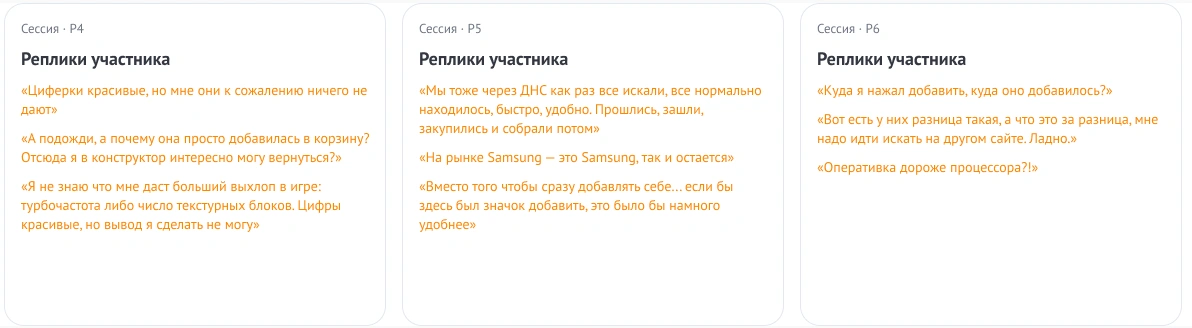 Сессия · P4
Реплики участника
«Циферки красивые, но мне они к сожалению ничего не
дают»
«А подожди, а почему она просто добавилась в корзину?
Отсюда я в конструктор интересно могу вернуться?»
«Я не знаю что мне даст больший выхлоп в игре:
турбочастота либо число текстурных блоков. Цифры
красивые, но вывод я сделать не могу»
Сессия · P5
Реплики участника
«Мы тоже через ДНС как раз все искали, все нормально
находилось, быстро, удобно. Прошлись, зашли,
закупились и собрали потом»
«На рынке Samsung — это Samsung, так и остается»
«Вместо того чтобы сразу добавлять себе... если бы
здесь был значок добавить, это было бы намного
удобнее»
Сессия · P6
Реплики участника
«Куда я нажал добавить, куда оно добавилось?»
«Вот есть у них разница такая, а что это за разница, мне
надо идти искать на другом сайте. Ладно.»
«Оперативка дороже процессора?!»